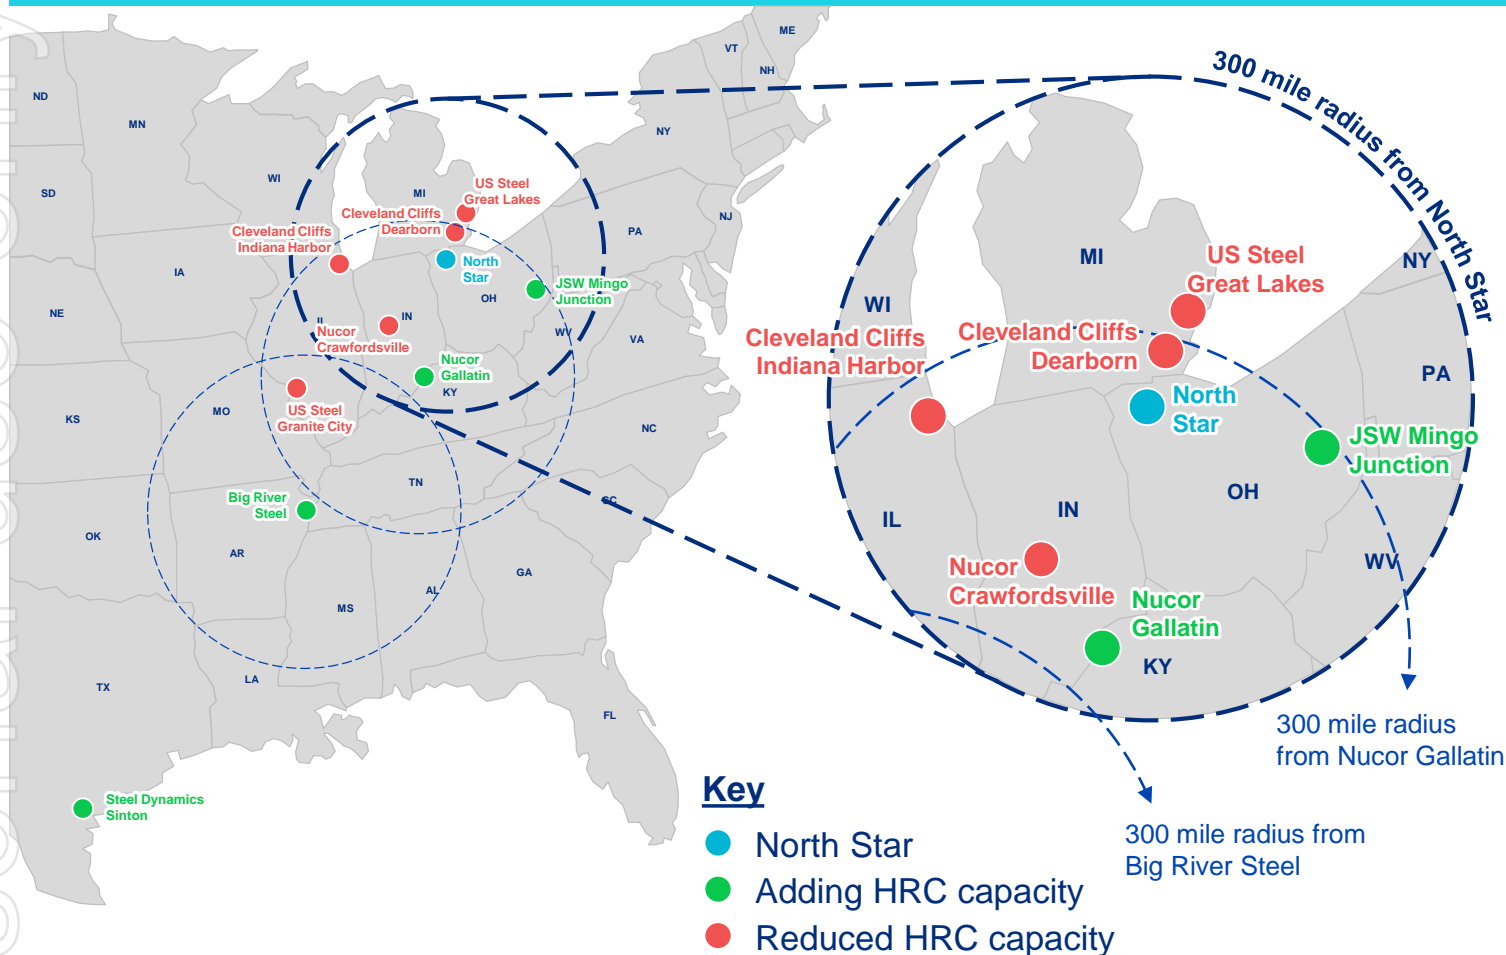 ME
VT
NH
ND
MN
NY
WI
SD
MI
US Steel
Great Lakes
Cleveland Cliffs
Dearborn
NJ
PA
Cleveland Cliffs
Indiana Harbor
North
Star
IA
JSW Mingo
Junction
OH
NE
IL
IN
WV
VA
Nucor
Crawfordsville
Nucor
Gallatin
KY
MO
KS
US Steel
Granite City
NC
TN
Big River
Steel
SC
OK
AR
GA
AL
MS
TX
LA
FL
Steel Dynamics
Sinton
300 mile radius from North Star
MI
US Steel
Great Lakes
NY
WI
Cleveland Cliffs
Indiana Harbor
Cleveland Cliffs
Dearborn
PA
North
Star
JSW Mingo
Junction
OH
IN
IL
WV
Nucor
Crawfordsville
Nucor
Gallatin
KY
300 mile radius
from Nucor Gallatin
300 mile radius from
Big River Steel
Key
North Star
Adding HRC capacity
Reduced HRC capacity